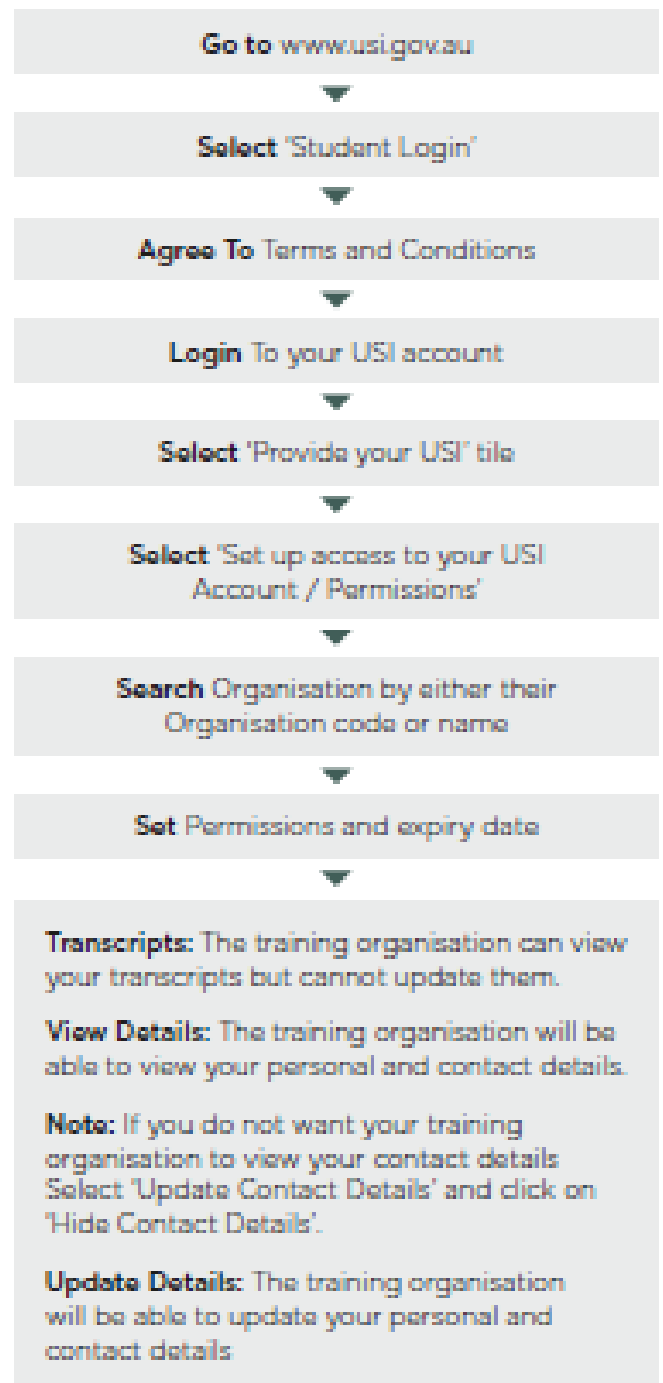 Go to www.usi.gov.au
Select 'Student Login'
Agree To Terms and Conditions
Login To your USI account
Select 'Provide your USI' tile
Select 'Set up access to your USI
Account / Permissions'
Search Organisation by either their
Organisation code or name
Set Permissions and expiry date
Transcripts: The training organisation can view
your transcripts but cannot update them.
View Details: The training organisation will be
able to view your personal and contact details.
Note: If you do not want your training
organisation to view your contact details
Select 'Update Contact Details' and click on
'Hide Contact Details'.
Update Details: The training organisation
will be able to update your personal and
contact details